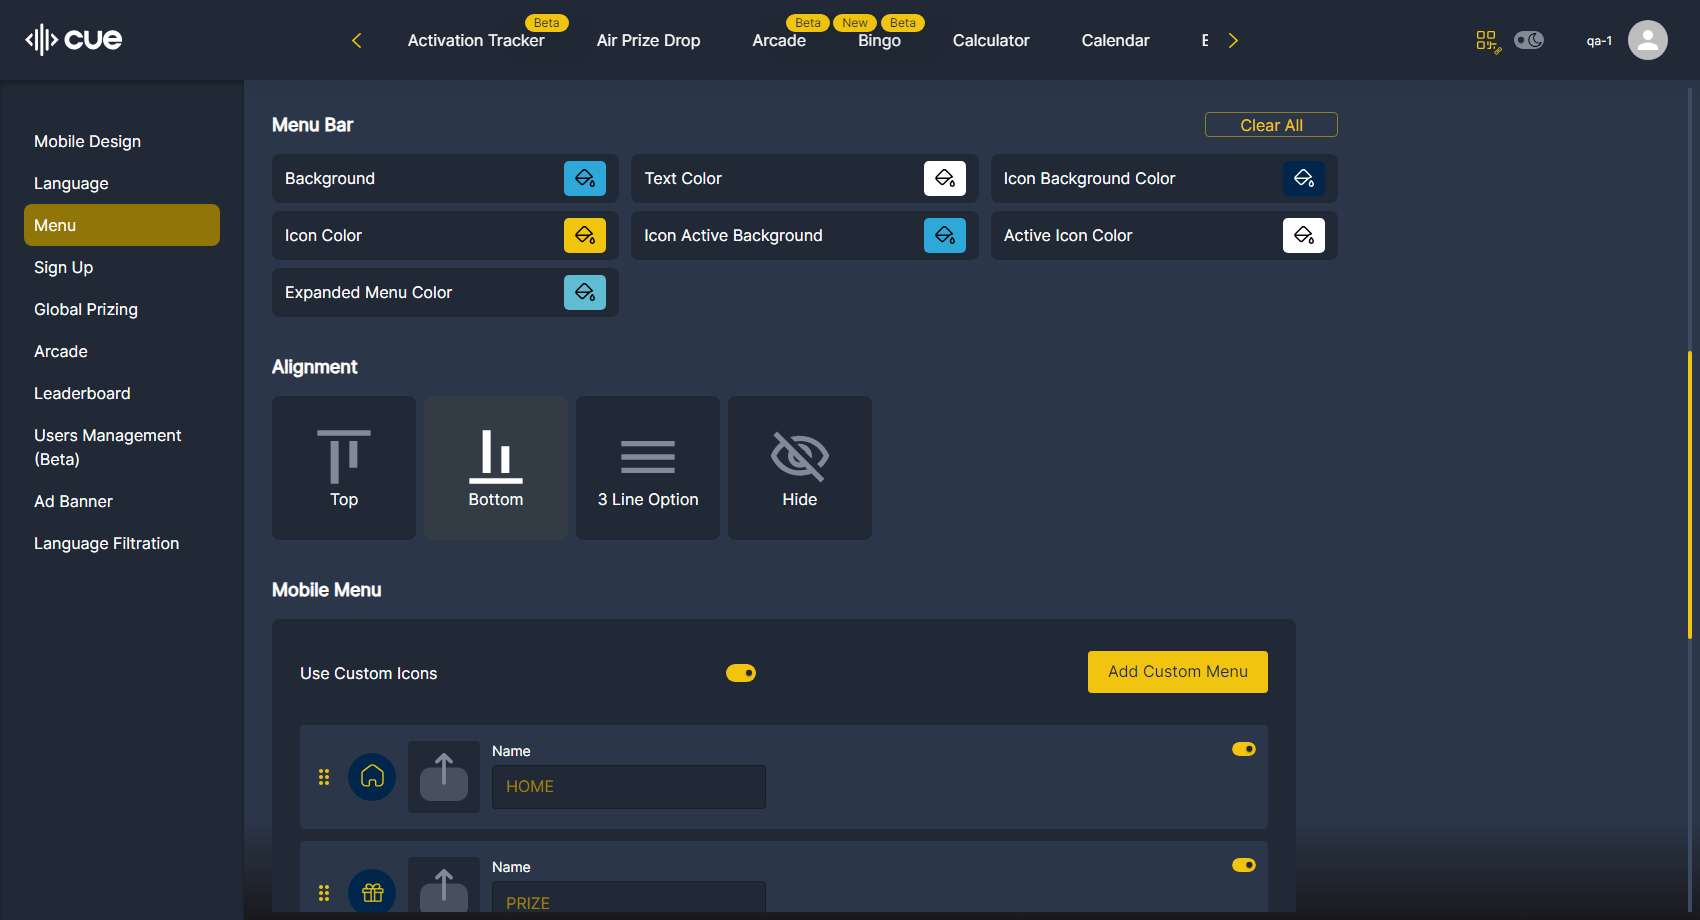 cue
Beta
Beta
New
Beta
Activation Tracker
Air Prize Drop
Arcade
Bingo
Calculator
Calendar
qa-1
Mobile Design
Language
Menu
Sign Up
Global Prizing
Arcade
Leaderboard
Users Management
(Beta)
Ad Banner
Language Filtration
Menu Bar
Clear All
Background
Text Color
Icon Background Color
Icon Color
Icon Active Background
Active Icon Color
Expanded Menu Color
Alignment
Top
Bottom
3 Line Option
Hide
Mobile Menu
Use Custom Icons
Add Custom Menu
Name
HOME
Name
PRIZE